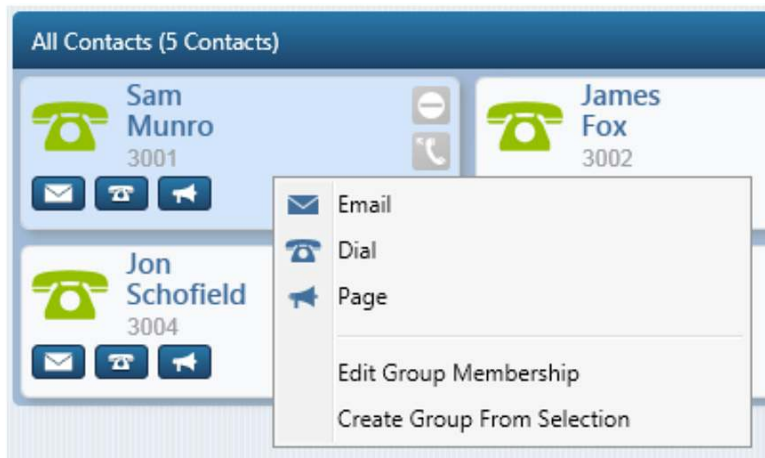 All Contacts (5 Contacts)
Sam
Munro
3001
James
Fox
3002
Jon
Schofield
3004
Email
Dial
Page
Edit Group Membership
Create Group From Selection